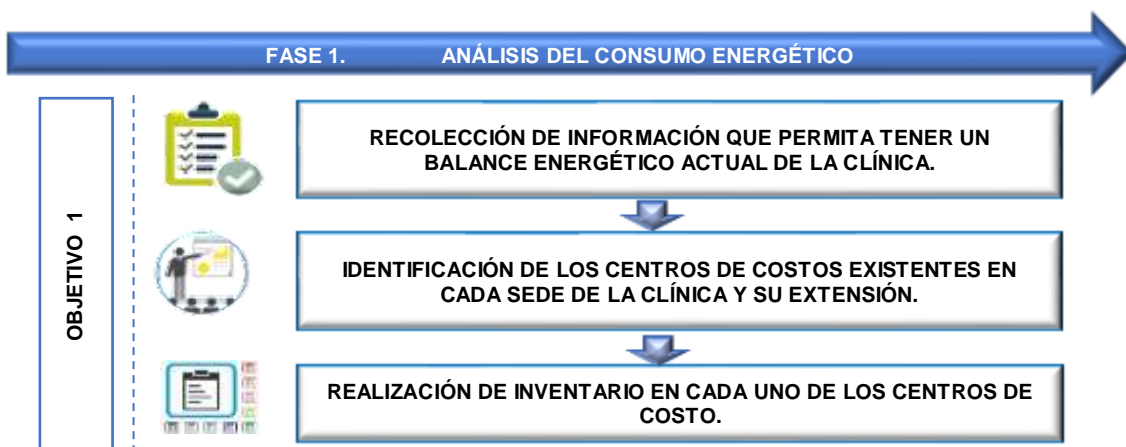 FASE 1. ANÁLISIS DEL CONSUMO ENERGÉTICO
OBJETIVO 1
RECOLECCIÓN DE INFORMACIÓN QUE PERMITA TENER UN
BALANCE ENERGÉTICO ACTUAL DE LA CLÍNICA.
IDENTIFICACIÓN DE LOS CENTROS DE COSTOS EXISTENTES EN
CADA SEDE DE LA CLÍNICA Y SU EXTENSIÓN.
REALIZACIÓN DE INVENTARIO EN CADA UNO DE LOS CENTROS DE
COSTO.